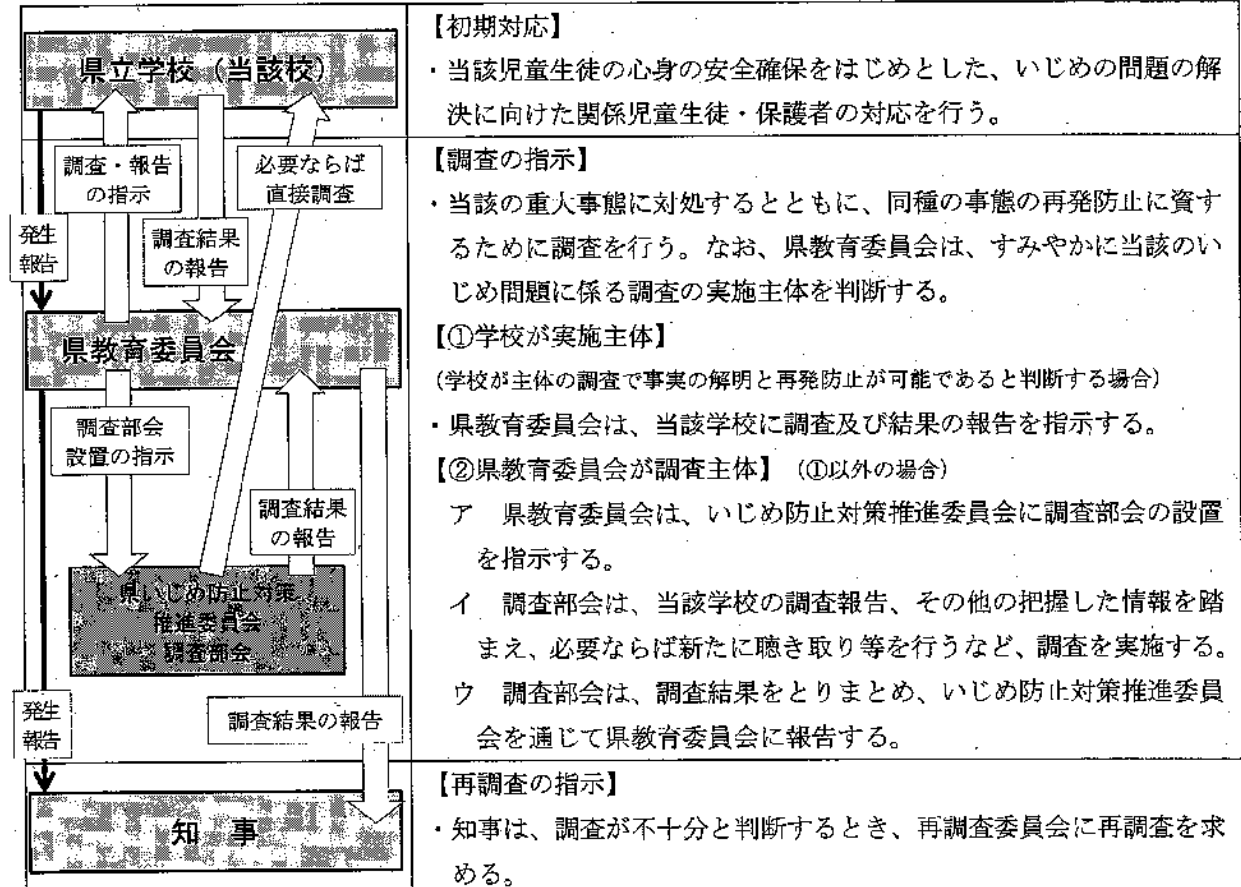 県立学校（当該校）
調査・報告
の指示
必要ならば
直接調査
発生
報告
調査結果
の報告
県教育委員会
調査部会
設置の指示
調査結果
の報告
県いじめ防止対策
推進委員会
調査部会
発生
報告
調査結果の報告
知　事
【初期対応】
・当該児童生徒の心身の安全確保をはじめとした、いじめの問題の解
決に向けた関係児童生徒・保護者の対応を行う。
【調査の指示】
・当該の重大事態に対処するとともに、同種の事態の再発防止に資す
るために調査を行う。なお、県教育委員会は、すみやかに当該のい
じめ問題に係る調査の実施主体を判断する。
【①学校が実施主体】
（学校が主体の調査で事実の解明と再発防止が可能であると判断する場合）
・県教育委員会は、当該学校に調査及び結果の報告を指示する。
【②県教育委員会が調査主体】（①以外の場合）
ア　県教育委員会は、いじめ防止対策推進委員会に調査部会の設置
を指示する。
イ　調査部会は、当該学校の調査報告、その他の把握した情報を踏
まえ、必要ならば新たに聴き取り等を行うなど、調査を実施する。
ウ　調査部会は、調査結果をとりまとめ、いじめ防止対策推進委員
会を通じて県教育委員会に報告する。
【再調査の指示】
・知事は、調査が不十分と判断するとき、再調査委員会に再調査を求
める。